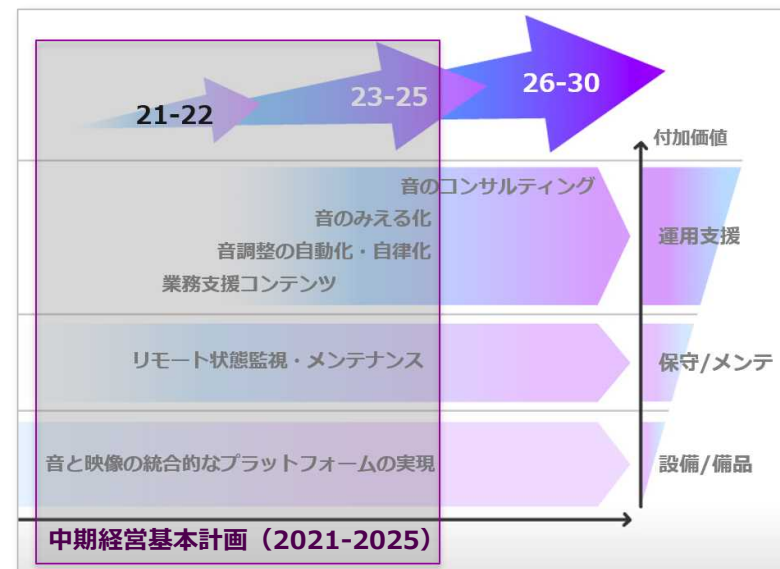 21-22
23-25
26-30
付加価値
音のコンサルティング
音のみえる化
音調整の自動化・自律化
業務支援コンテンツ
運用支援
リモート状態監視・メンテナンス
保守/メンテ
音と映像の統合的なプラットフォームの実現
設備/備品
中期経営基本計画（2021-2025）